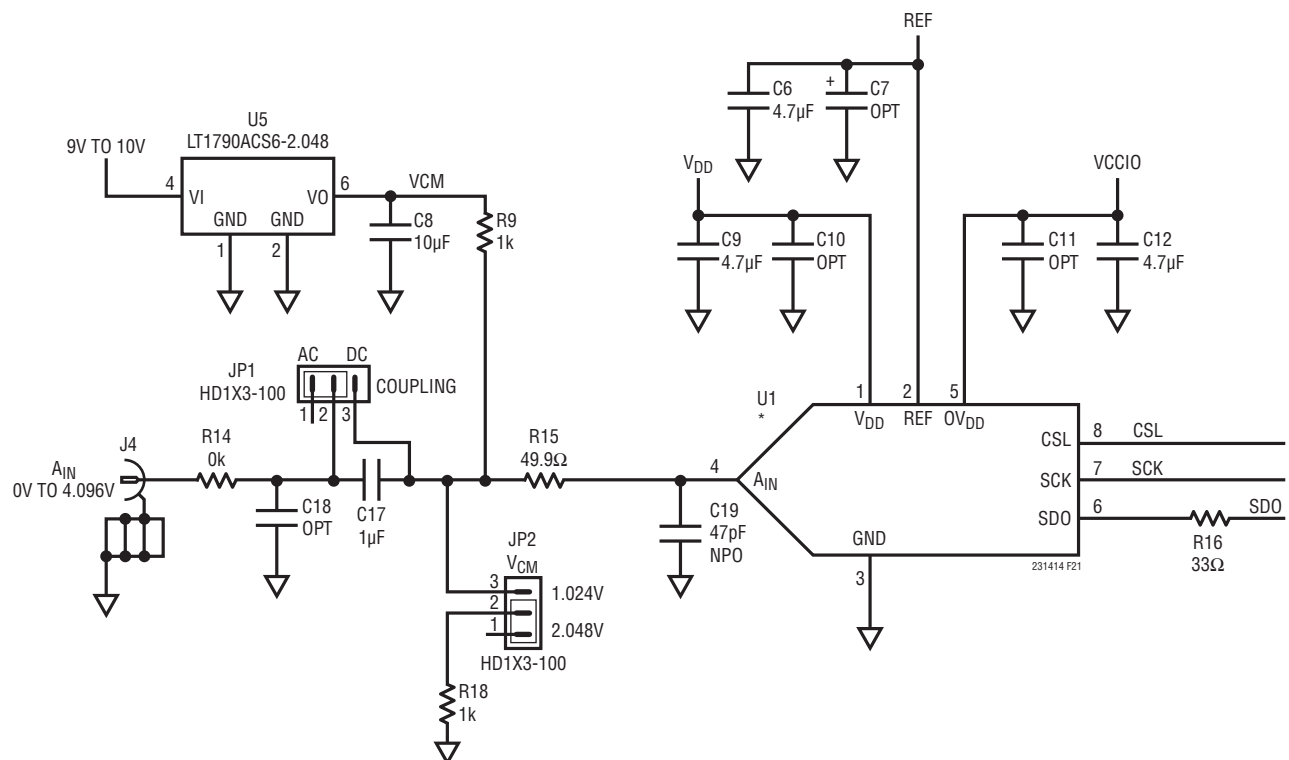 REF
C6
4.7µF
+
C7
OPT
U5
LT1790ACS6-2.048
9V TO 10V
4
VI
VO
6
GND
GND
1
2
VCM
C8
10µF
R9
1k
VDD
C9
4.7µF
C10
OPT
VCCIO
C11
OPT
C12
4.7µF
JP1
HD1X3-100
AC
DC
COUPLING
1
2
3
J4
AIN
0V TO 4.096V
R14
0k
C18
OPT
C17
1µF
R15
49.9Ω
C19
47pF
NPO
JP2
VCM
3
1.024V
2
1
2.048V
HD1X3-100
R18
1k
U1
*
1
2
5
VDD
REF
OVDD
4
AIN
CSL
8
CSL
SCK
7
SCK
SDO
6
SDO
R16
33Ω
GND
3
231414 F21